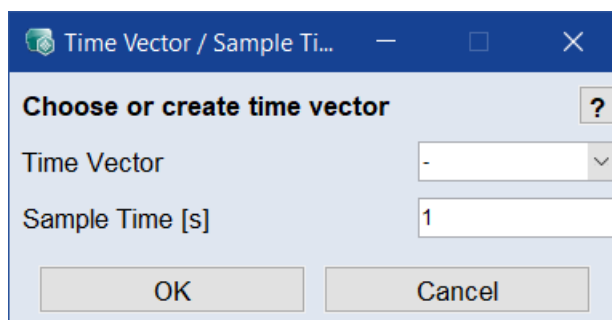 Time Vector / Sample Ti...
Choose or create time vector ?
Time Vector -
Sample Time [s] 1
OK Cancel